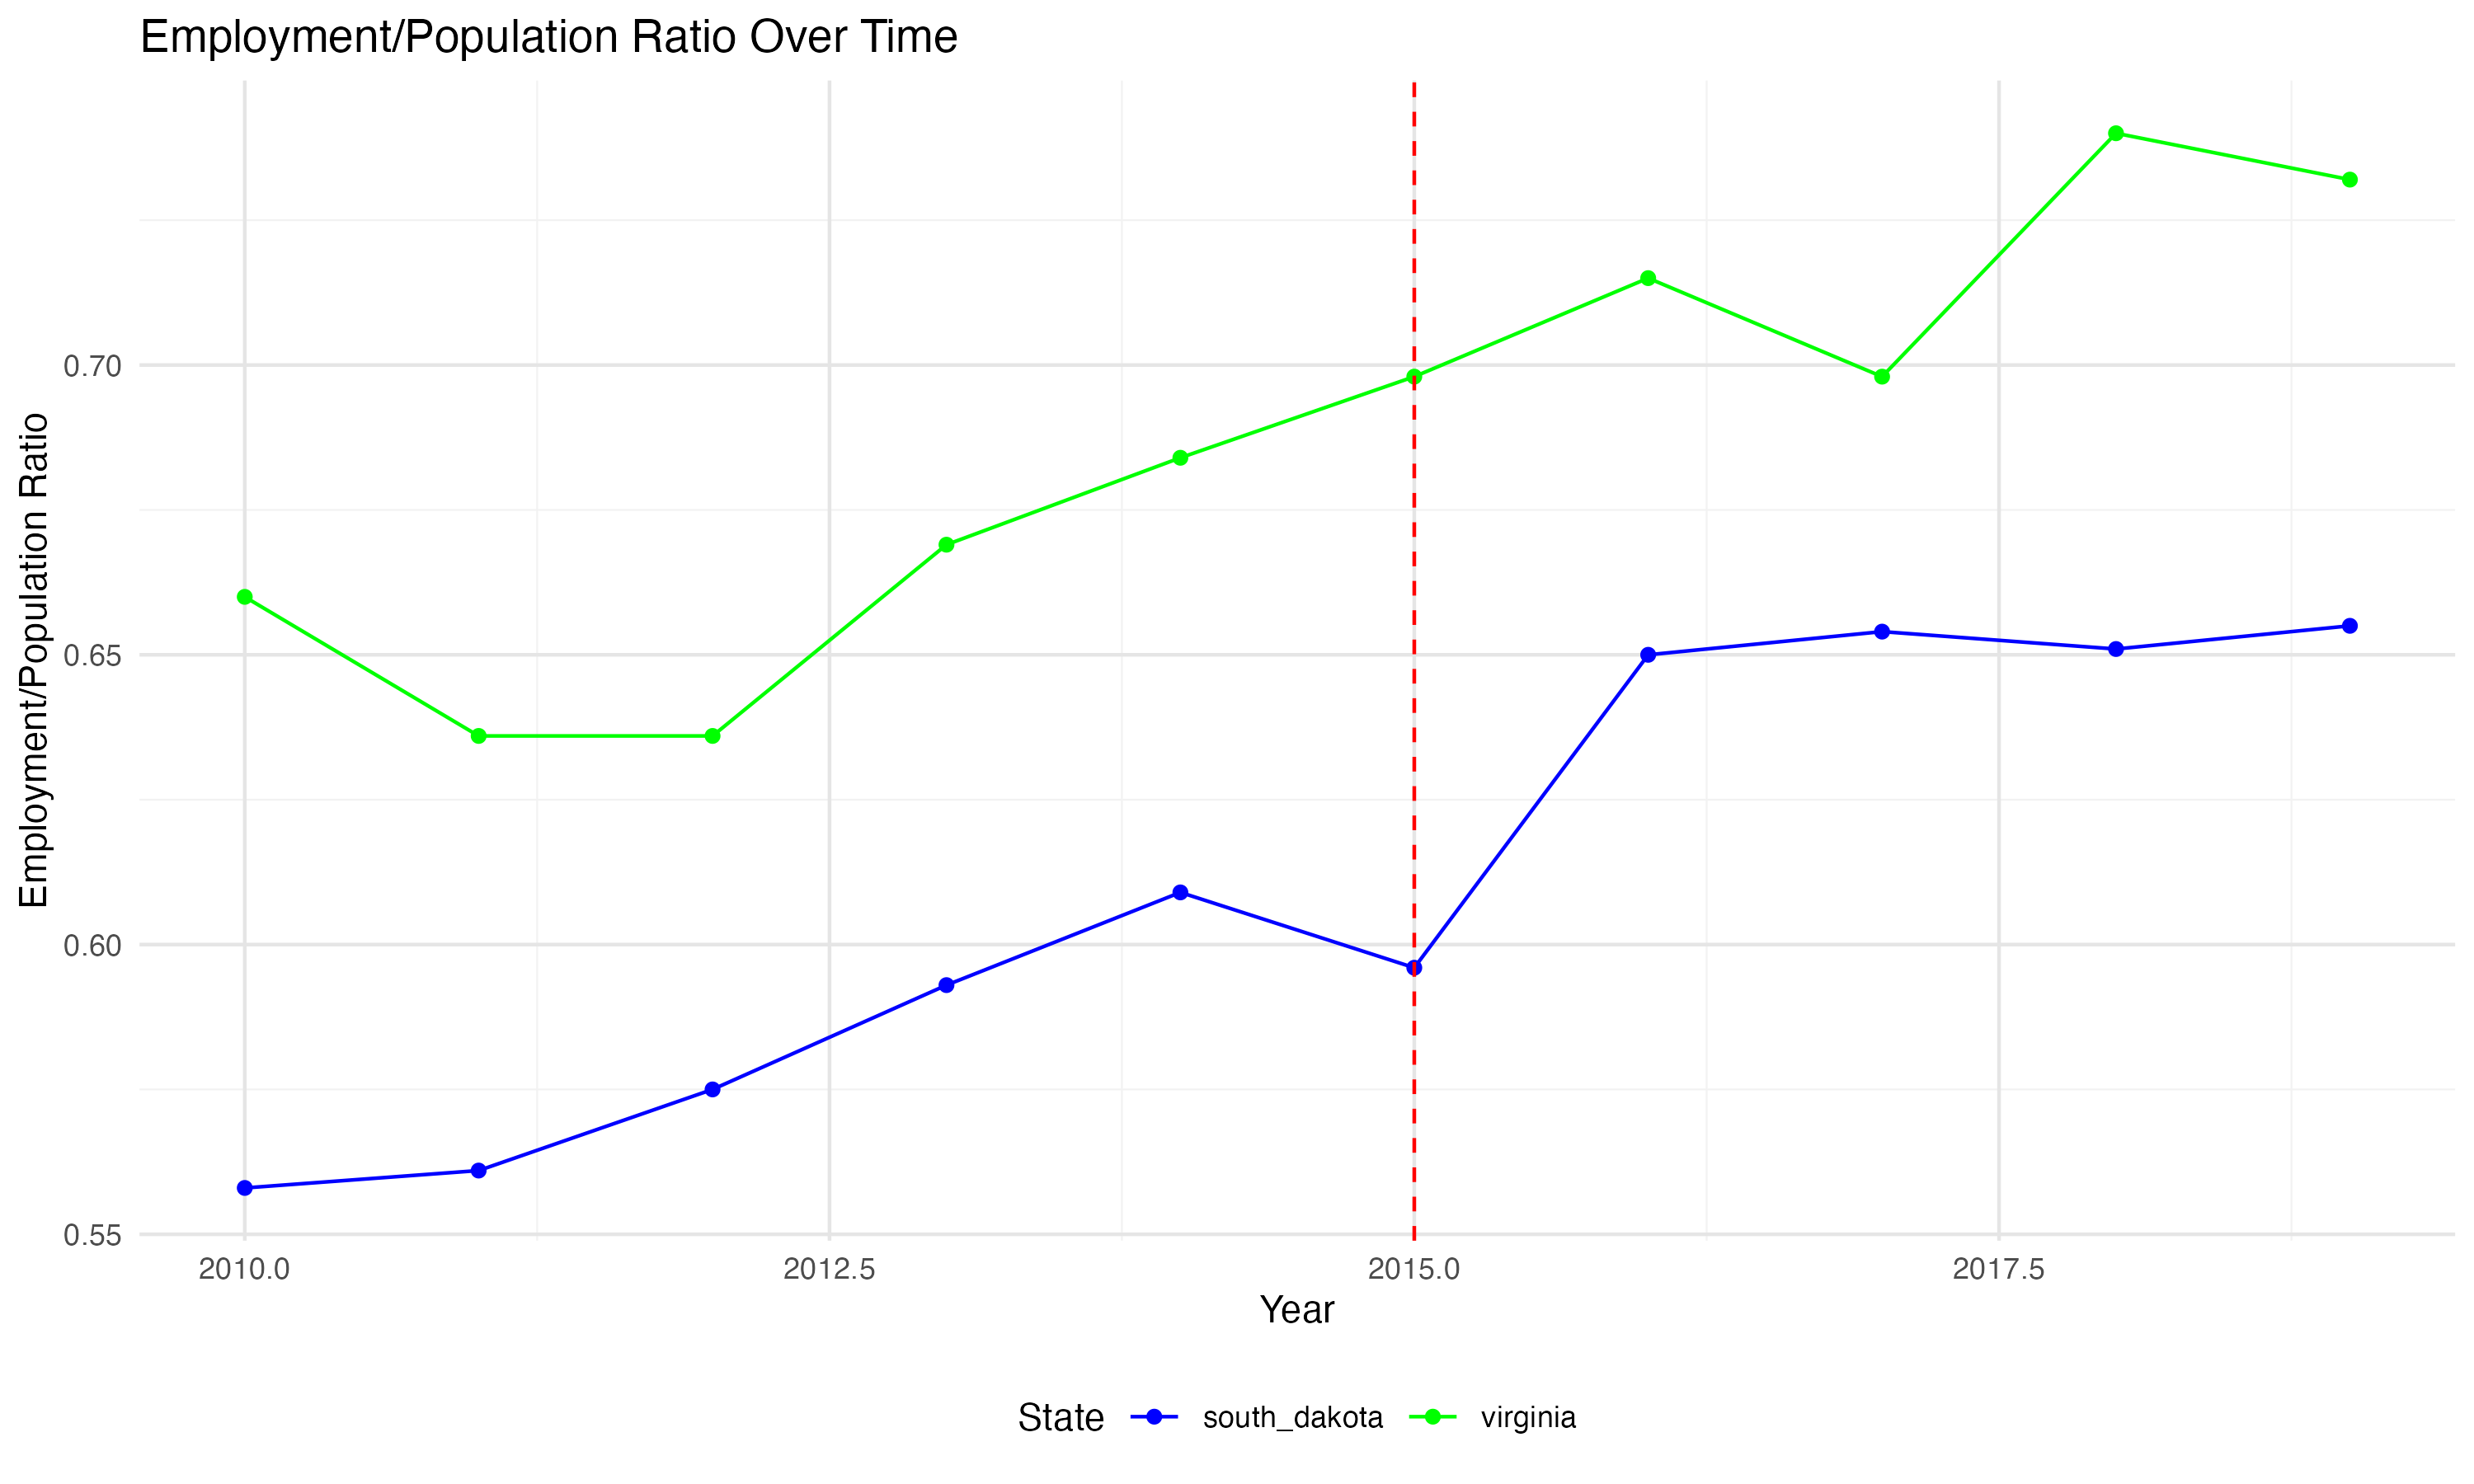 Employment/Population Ratio Over Time
Employment/Population Ratio
0.70
0.65
0.60
0.55
2010.0 2012.5 2015.0 2017.5
Year
State south_dakota virginia